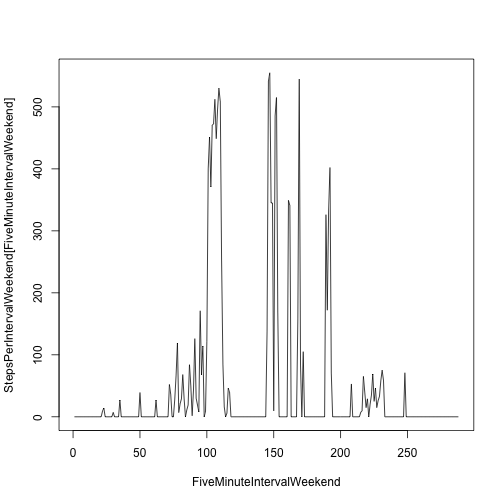 StepsPerIntervalWeekend[FiveMinuteIntervalWeekend]
500
400
300
200
100
0
0 50 100 150 200 250
FiveMinuteIntervalWeekend